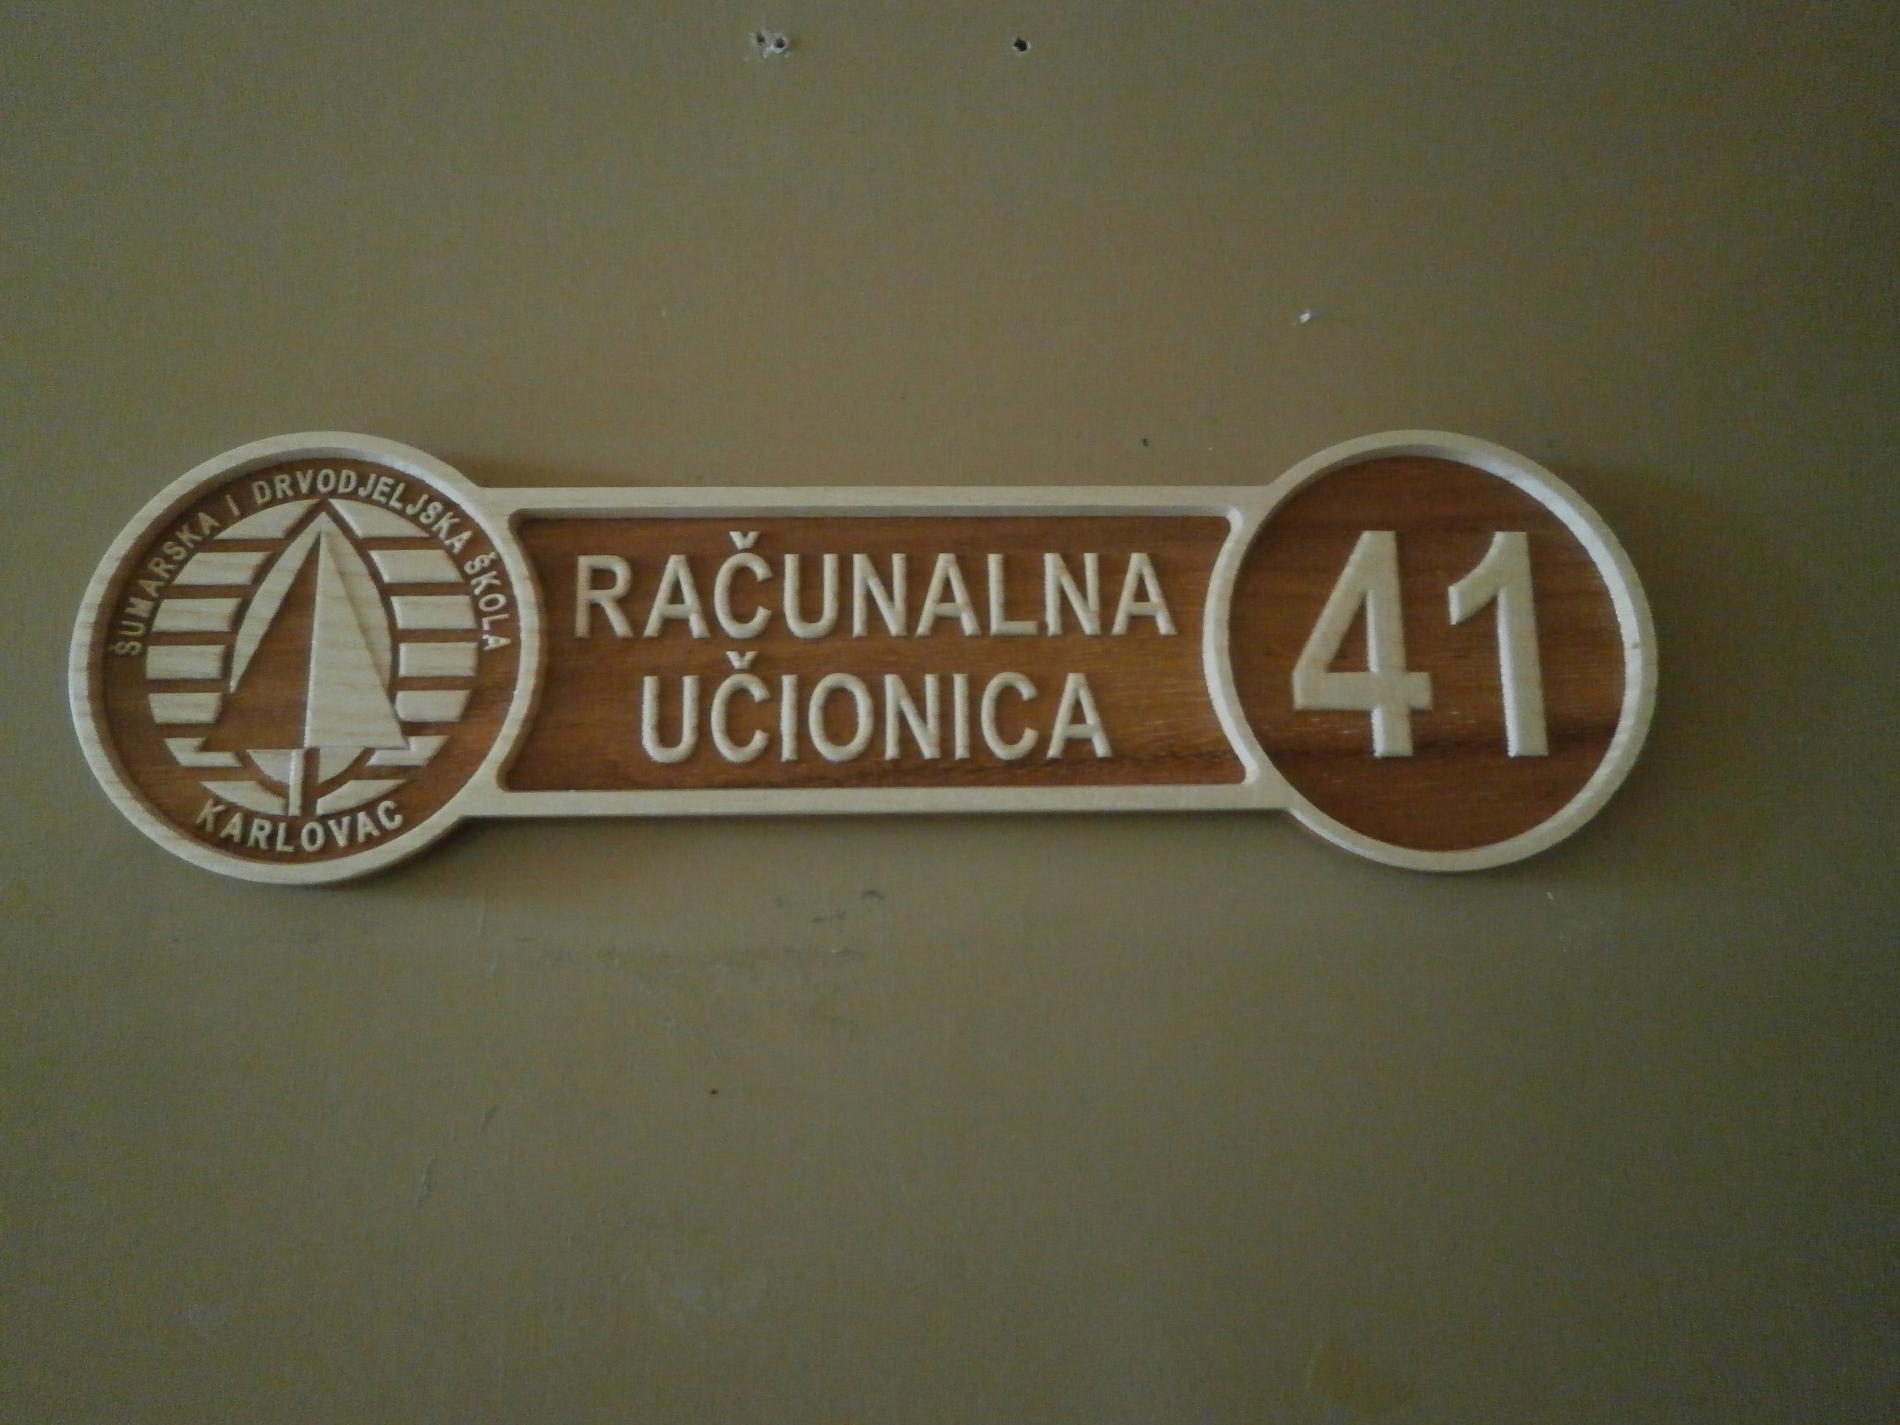 ŠUMARSKA I DRVODJELJSKA ŠKOLA
KARLOVAC
RAČUNALNA
UČIONICA
41